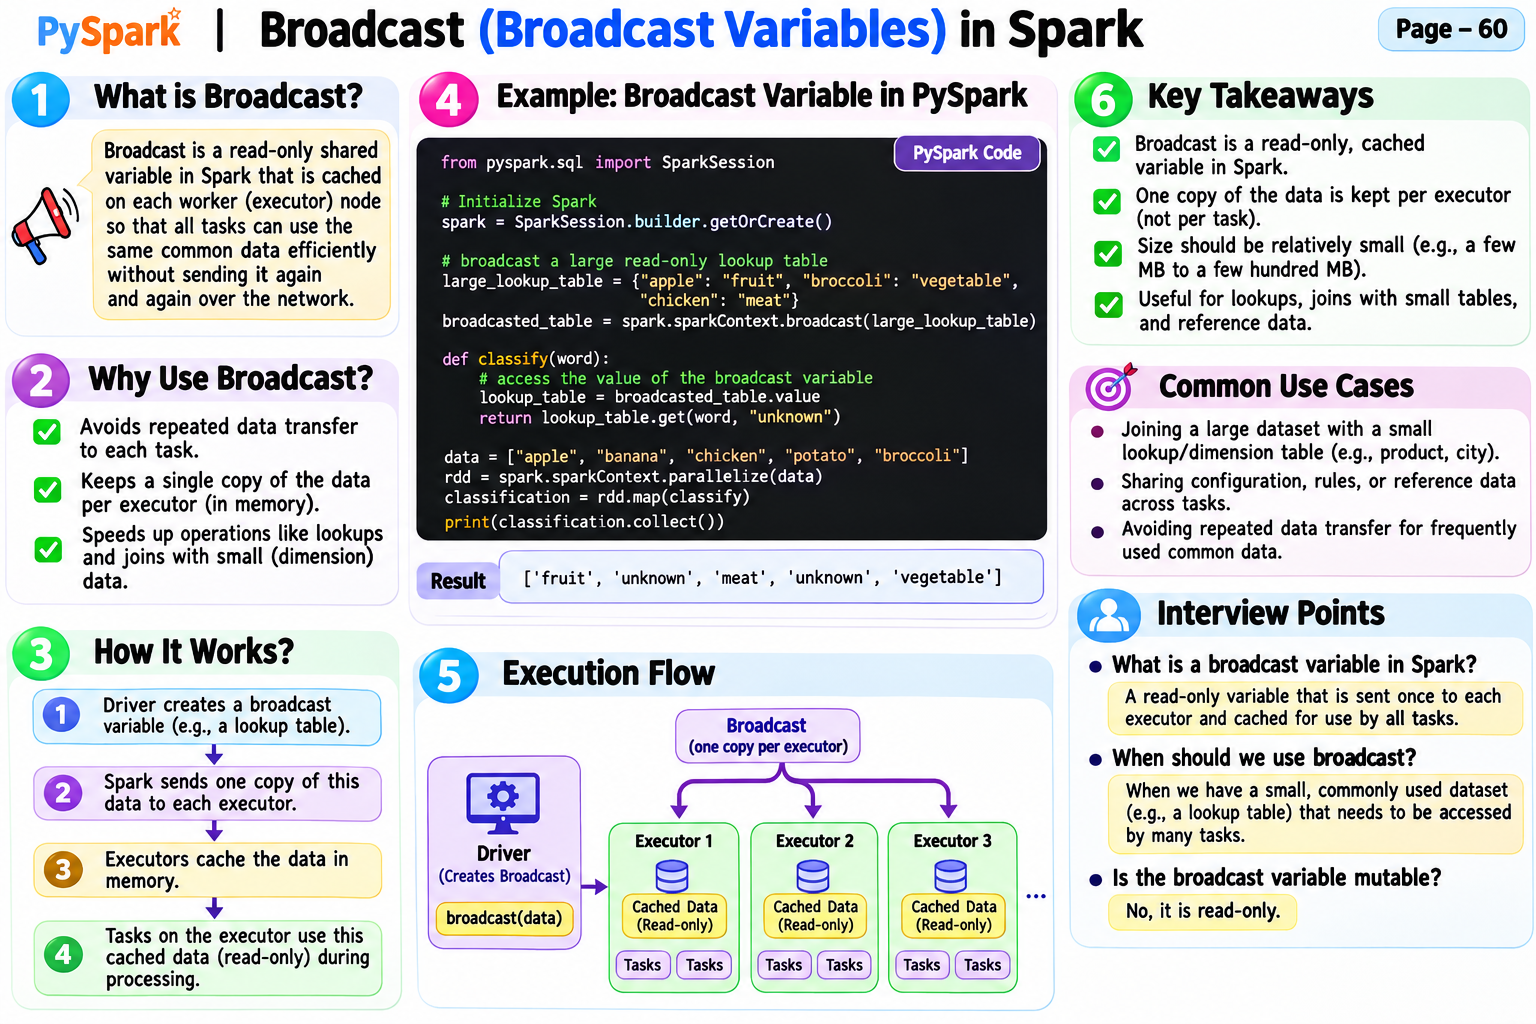 PySpark | Broadcast (Broadcast Variables) in Spark
Page – 60
1 What is Broadcast?
Broadcast is a read-only shared
variable in Spark that is cached
on each worker (executor) node
so that all tasks can use the
same common data efficiently
without sending it again
and again over the network.
2 Why Use Broadcast?
Avoids repeated data transfer
to each task.
Keeps a single copy of the data
per executor (in memory).
Speeds up operations like lookups
and joins with small (dimension)
data.
3 How It Works?
1 Driver creates a broadcast
variable (e.g., a lookup table).
2 Spark sends one copy of this
data to each executor.
3 Executors cache the data in
memory.
4 Tasks on the executor use this
cached data (read-only) during
processing.
4 Example: Broadcast Variable in PySpark
PySpark Code
from pyspark.sql import SparkSession
# Initialize Spark
spark = SparkSession.builder.getOrCreate()
# broadcast a large read-only lookup table
large_lookup_table = {"apple": "fruit", "broccoli": "vegetable",
"chicken": "meat"}
broadcasted_table = spark.sparkContext.broadcast(large_lookup_table)
def classify(word):
# access the value of the broadcast variable
lookup_table = broadcasted_table.value
return lookup_table.get(word, "unknown")
data = ["apple", "banana", "chicken", "potato", "broccoli"]
rdd = spark.sparkContext.parallelize(data)
classification = rdd.map(classify)
print(classification.collect())
Result
['fruit', 'unknown', 'meat', 'unknown', 'vegetable']
5 Execution Flow
Broadcast
(one copy per executor)
Driver
(Creates Broadcast)
broadcast(data)
Executor 1
Cached Data
(Read-only)
Tasks Tasks
Executor 2
Cached Data
(Read-only)
Tasks Tasks
Executor 3
Cached Data
(Read-only)
Tasks Tasks
...
6 Key Takeaways
Broadcast is a read-only, cached
variable in Spark.
One copy of the data is kept per executor
(not per task).
Size should be relatively small (e.g., a few
MB to a few hundred MB).
Useful for lookups, joins with small tables,
and reference data.
Common Use Cases
• Joining a large dataset with a small
lookup/dimension table (e.g., product, city).
• Sharing configuration, rules, or reference data
across tasks.
• Avoiding repeated data transfer for frequently
used common data.
Interview Points
• What is a broadcast variable in Spark?
A read-only variable that is sent once to each
executor and cached for use by all tasks.
• When should we use broadcast?
When we have a small, commonly used dataset
(e.g., a lookup table) that needs to be accessed
by many tasks.
• Is the broadcast variable mutable?
No, it is read-only.